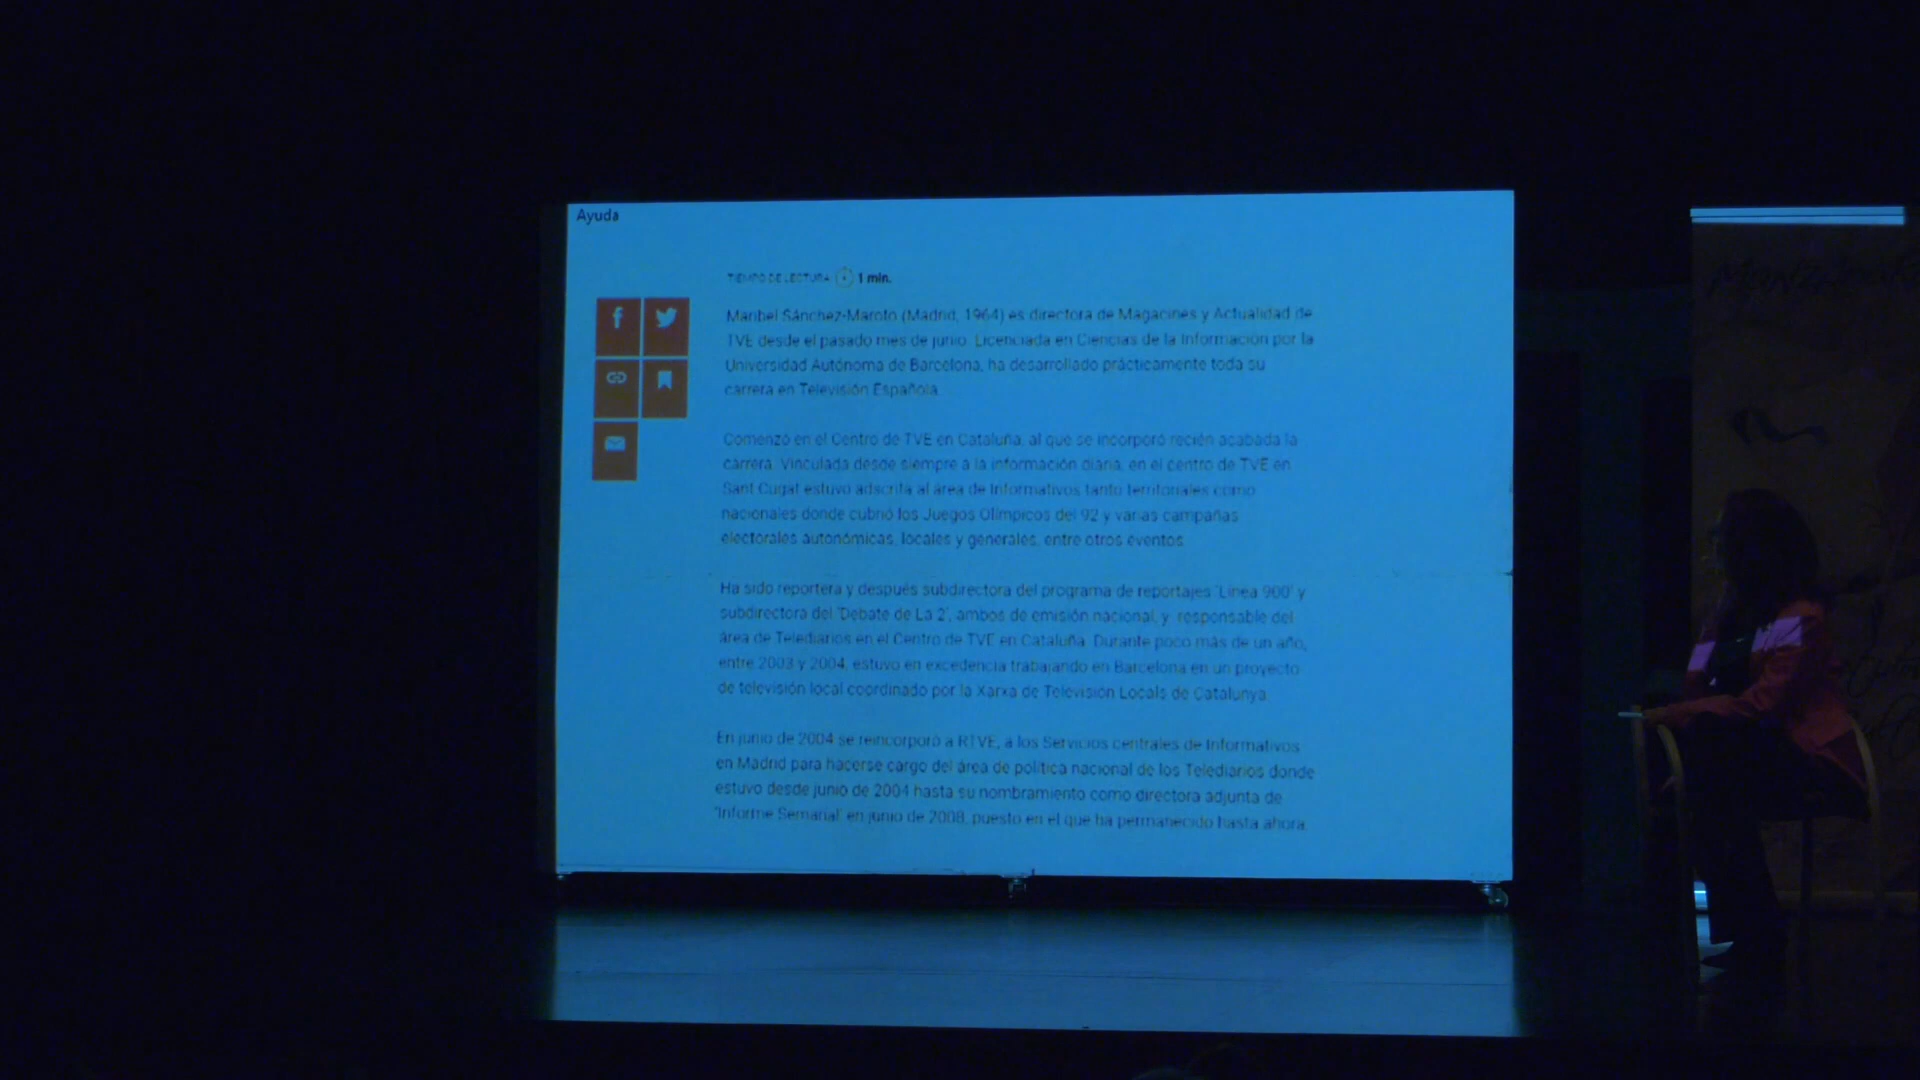 Ayuda
TIEMPO DE LECTURA 1 min.
Maribel Sánchez-Maroto (Madrid, 1964) es directora de Magacines y Actualidad de
TVE desde el pasado mes de junio. Licenciada en Ciencias de la Información por la
Universidad Autónoma de Barcelona, ha desarrollado prácticamente toda su
carrera en Televisión Española.
Comenzó en el Centro de TVE en Cataluña, al que se incorporó recién acabada la
carrera. Vinculada desde siempre a la información diaria, en el centro de TVE en
Sant Cugat estuvo adscrita al área de Informativos tanto territoriales como
nacionales donde cubrió los Juegos Olímpicos del 92 y varias campañas
electorales autonómicas, locales y generales, entre otros eventos.
Ha sido reportera y después subdirectora del programa de reportajes 'Línea 900' y
subdirectora del 'Debate de La 2', ambos de emisión nacional, y responsable del
área de Telediarios en el Centro de TVE en Cataluña. Durante poco más de un año,
entre 2003 y 2004, estuvo en excedencia trabajando en Barcelona en un proyecto
de televisión local coordinado por la Xarxa de Televisión Locals de Catalunya.
En junio de 2004 se reincorporó a RTVE, a los Servicios centrales de Informativos
en Madrid para hacerse cargo del área de política nacional de los Telediarios donde
estuvo desde junio de 2004 hasta su nombramiento como directora adjunta de
'Informe Semanal' en junio de 2008, puesto en el que ha permanecido hasta ahora.